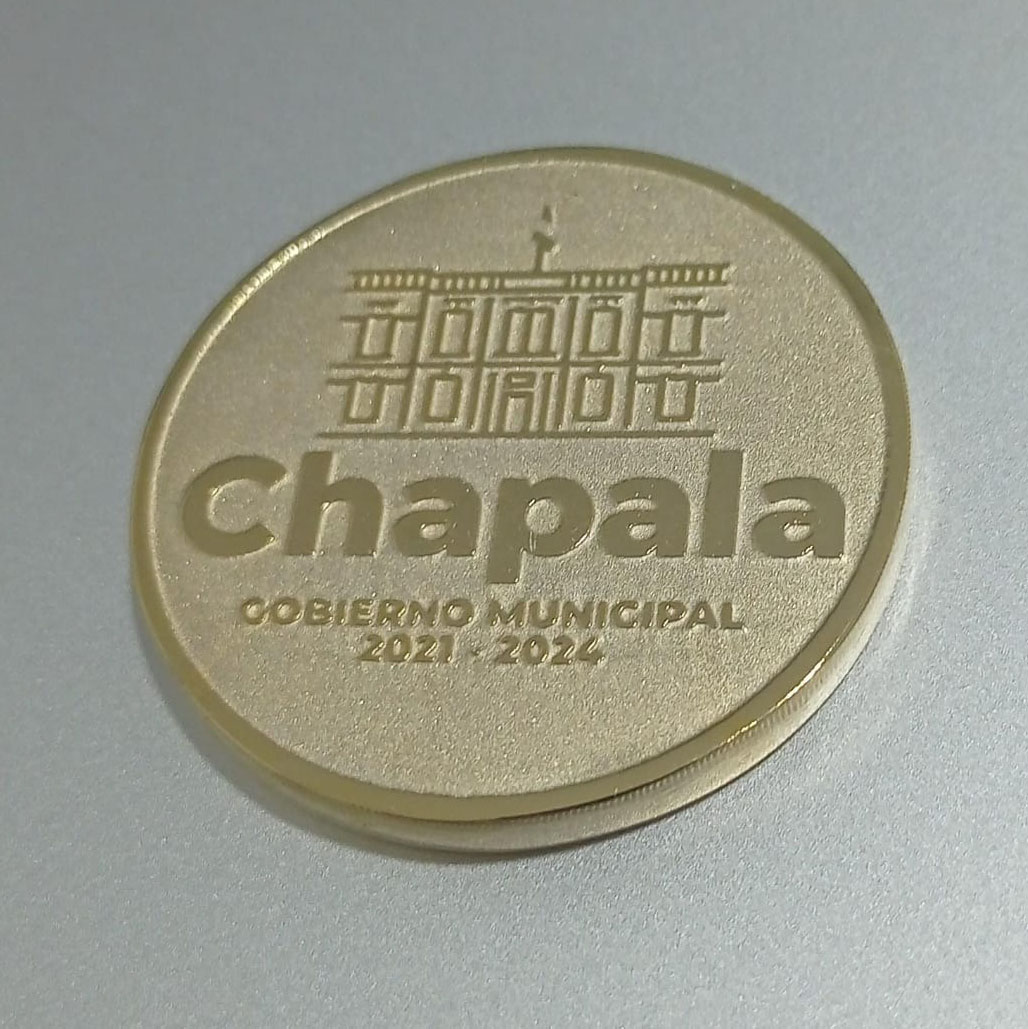 Chapala
GOBIERNO MUNICIPAL
2021 - 2024